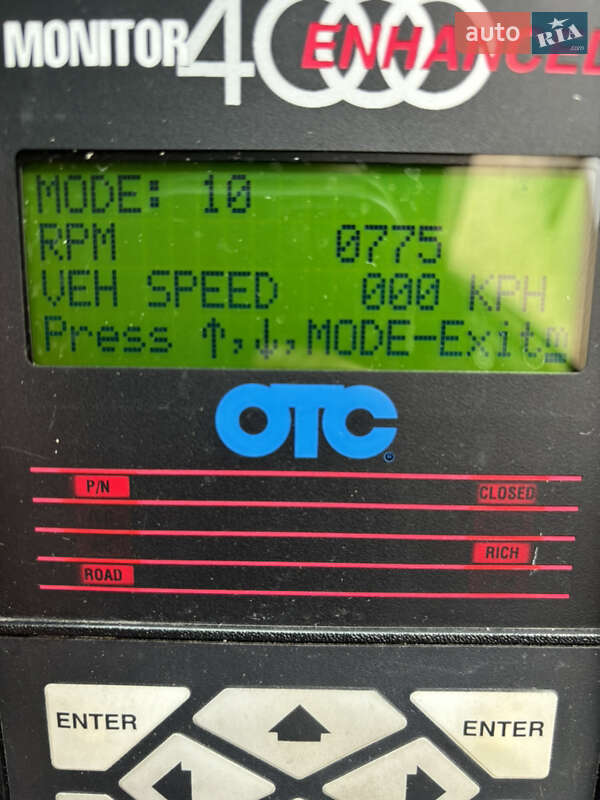 auto RIA
.com
MONITOR 4000 ENHANCED
MODE: 10
RPM 0775
VEH SPEED 000 KPH
Press ↑,↓,MODE-Exit
OTC
P/N CLOSED
RICH
ROAD
ENTER ENTER